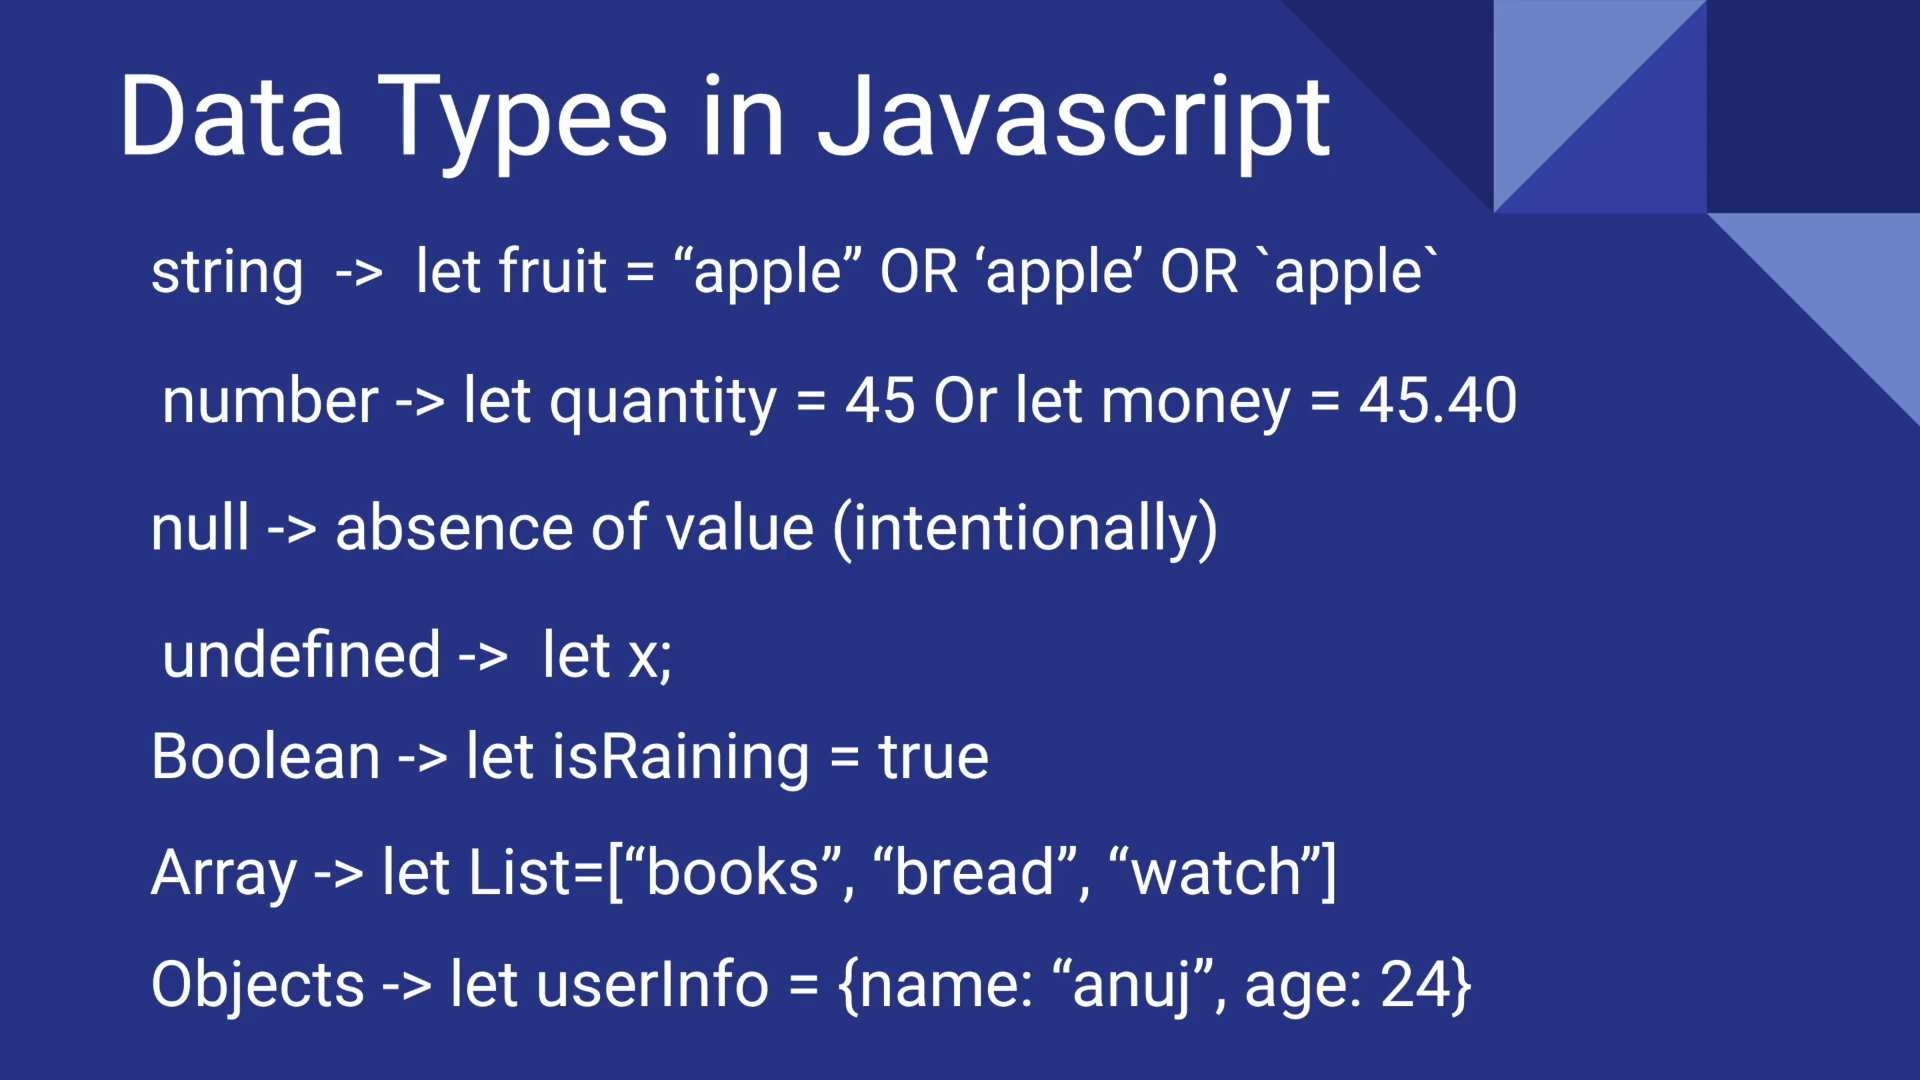 Data Types in Javascript
string -> let fruit = “apple” OR ‘apple’ OR `apple`
number -> let quantity = 45 Or let money = 45.40
null -> absence of value (intentionally)
undefined -> let x;
Boolean -> let isRaining = true
Array -> let List=[“books”, “bread”, “watch”]
Objects -> let userInfo = {name: “anuj”, age: 24}